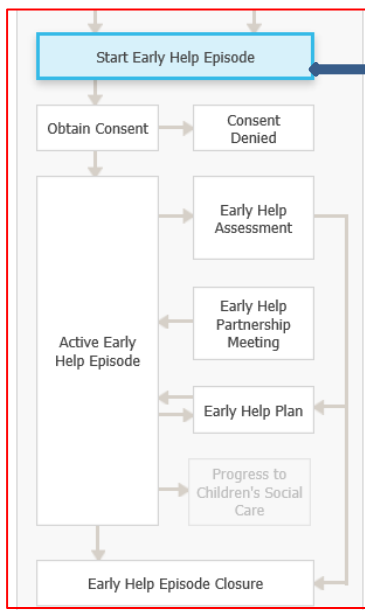 Start Early Help Episode
Obtain Consent
Consent
Denied
Early Help
Assessment
Early Help
Partnership
Meeting
Active Early
Help Episode
Early Help Plan
Progress to
Children's Social
Care
Early Help Episode Closure